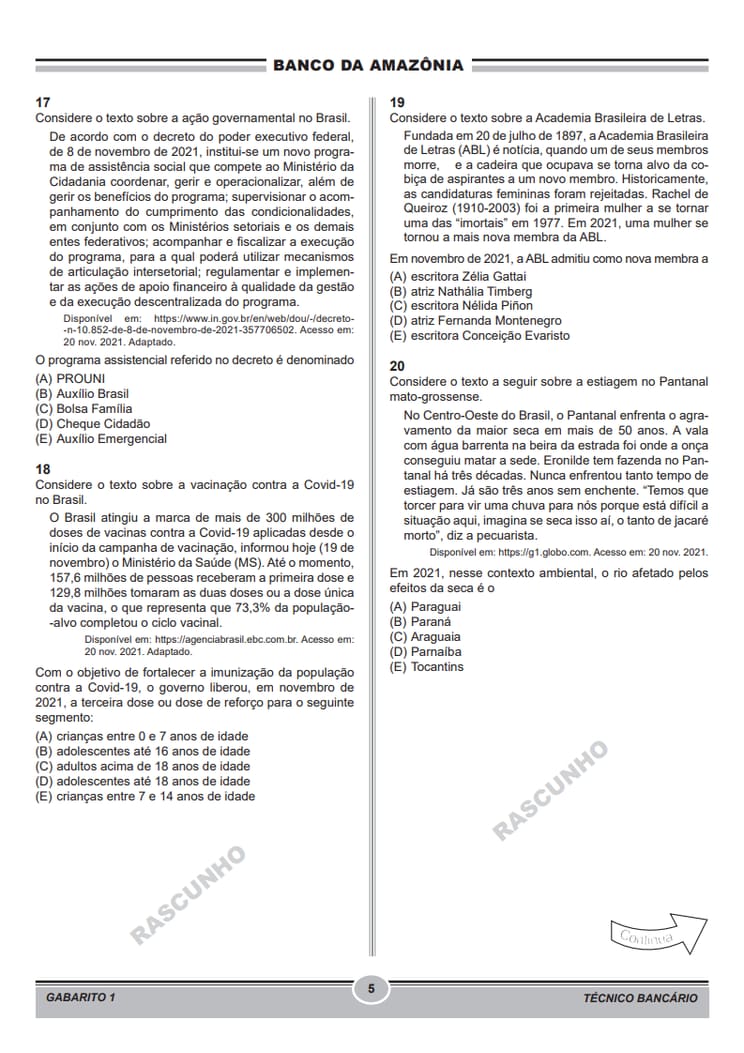 BANCO DA AMAZÔNIA
17
Considere o texto sobre a ação governamental no Brasil.
De acordo com o decreto do poder executivo federal,
de 8 de novembro de 2021, institui-se um novo progra-
ma de assistência social que compete ao Ministério da
Cidadania coordenar, gerir e operacionalizar, além de
gerir os benefícios do programa; supervisionar o acom-
panhamento do cumprimento das condicionalidades,
em conjunto com os Ministérios setoriais e os demais
entes federativos; acompanhar e fiscalizar a execução
do programa, para a qual poderá utilizar mecanismos
de articulação intersetorial; regulamentar e implemen-
tar as ações de apoio financeiro à qualidade da gestão
e da execução descentralizada do programa.
Disponível em: https://www.in.gov.br/en/web/dou/-/decreto-
-n-10.852-de-8-de-novembro-de-2021-357706502. Acesso em:
20 nov. 2021. Adaptado.
O programa assistencial referido no decreto é denominado
(A) PROUNI
(B) Auxílio Brasil
(C) Bolsa Família
(D) Cheque Cidadão
(E) Auxílio Emergencial
18
Considere o texto sobre a vacinação contra a Covid-19
no Brasil.
O Brasil atingiu a marca de mais de 300 milhões de
doses de vacinas contra a Covid-19 aplicadas desde o
início da campanha de vacinação, informou hoje (19 de
novembro) o Ministério da Saúde (MS). Até o momento,
157,6 milhões de pessoas receberam a primeira dose e
129,8 milhões tomaram as duas doses ou a dose única
da vacina, o que representa que 73,3% da população-
-alvo completou o ciclo vacinal.
Disponível em: https://agenciabrasil.ebc.com.br. Acesso em:
20 nov. 2021. Adaptado.
Com o objetivo de fortalecer a imunização da população
contra a Covid-19, o governo liberou, em novembro de
2021, a terceira dose ou dose de reforço para o seguinte
segmento:
(A) crianças entre 0 e 7 anos de idade
(B) adolescentes até 16 anos de idade
(C) adultos acima de 18 anos de idade
(D) adolescentes até 18 anos de idade
(E) crianças entre 7 e 14 anos de idade
RASCUNHO
19
Considere o texto sobre a Academia Brasileira de Letras.
Fundada em 20 de julho de 1897, a Academia Brasileira
de Letras (ABL) é notícia, quando um de seus membros
morre, e a cadeira que ocupava se torna alvo da co-
biça de aspirantes a um novo membro. Historicamente,
as candidaturas femininas foram rejeitadas. Rachel de
Queiroz (1910-2003) foi a primeira mulher a se tornar
uma das “imortais” em 1977. Em 2021, uma mulher se
tornou a mais nova membra da ABL.
Em novembro de 2021, a ABL admitiu como nova membra a
(A) escritora Zélia Gattai
(B) atriz Nathália Timberg
(C) escritora Nélida Piñon
(D) atriz Fernanda Montenegro
(E) escritora Conceição Evaristo
20
Considere o texto a seguir sobre a estiagem no Pantanal
mato-grossense.
No Centro-Oeste do Brasil, o Pantanal enfrenta o agra-
vamento da maior seca em mais de 50 anos. A vala
com água barrenta na beira da estrada foi onde a onça
conseguiu matar a sede. Eronilde tem fazenda no Pan-
tanal há três décadas. Nunca enfrentou tanto tempo de
estiagem. Já são três anos sem enchente. “Temos que
torcer para vir uma chuva para nós porque está difícil a
situação aqui, imagina se seca isso aí, o tanto de jacaré
morto”, diz a pecuarista.
Disponível em: https://g1.globo.com. Acesso em: 20 nov. 2021.
Em 2021, nesse contexto ambiental, o rio afetado pelos
efeitos da seca é o
(A) Paraguai
(B) Paraná
(C) Araguaia
(D) Parnaíba
(E) Tocantins
RASCUNHO
Continua
GABARITO 1
5
TÉCNICO BANCÁRIO